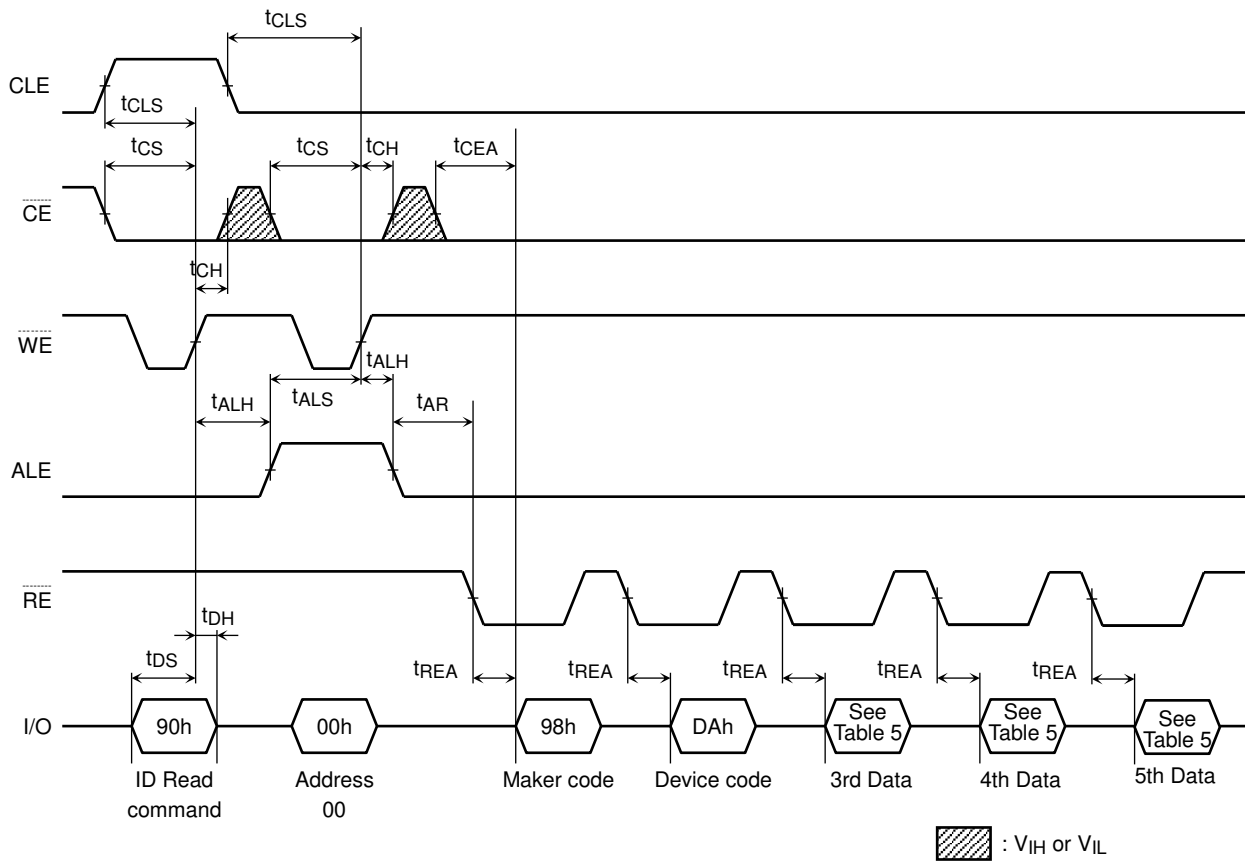 tCLS
CLE
tCLS
tCS
tCS
tCH
tCEA
CE
tCH
WE
tALH
tALH
tALS
tAR
ALE
RE
tDH
tDS
tREA
tREA
tREA
tREA
tREA
I/O
90h
00h
98h
DAh
See
Table 5
See
Table 5
See
Table 5
ID Read
command
Address
00
Maker code
Device code
3rd Data
4th Data
5th Data
: VIH or VIL